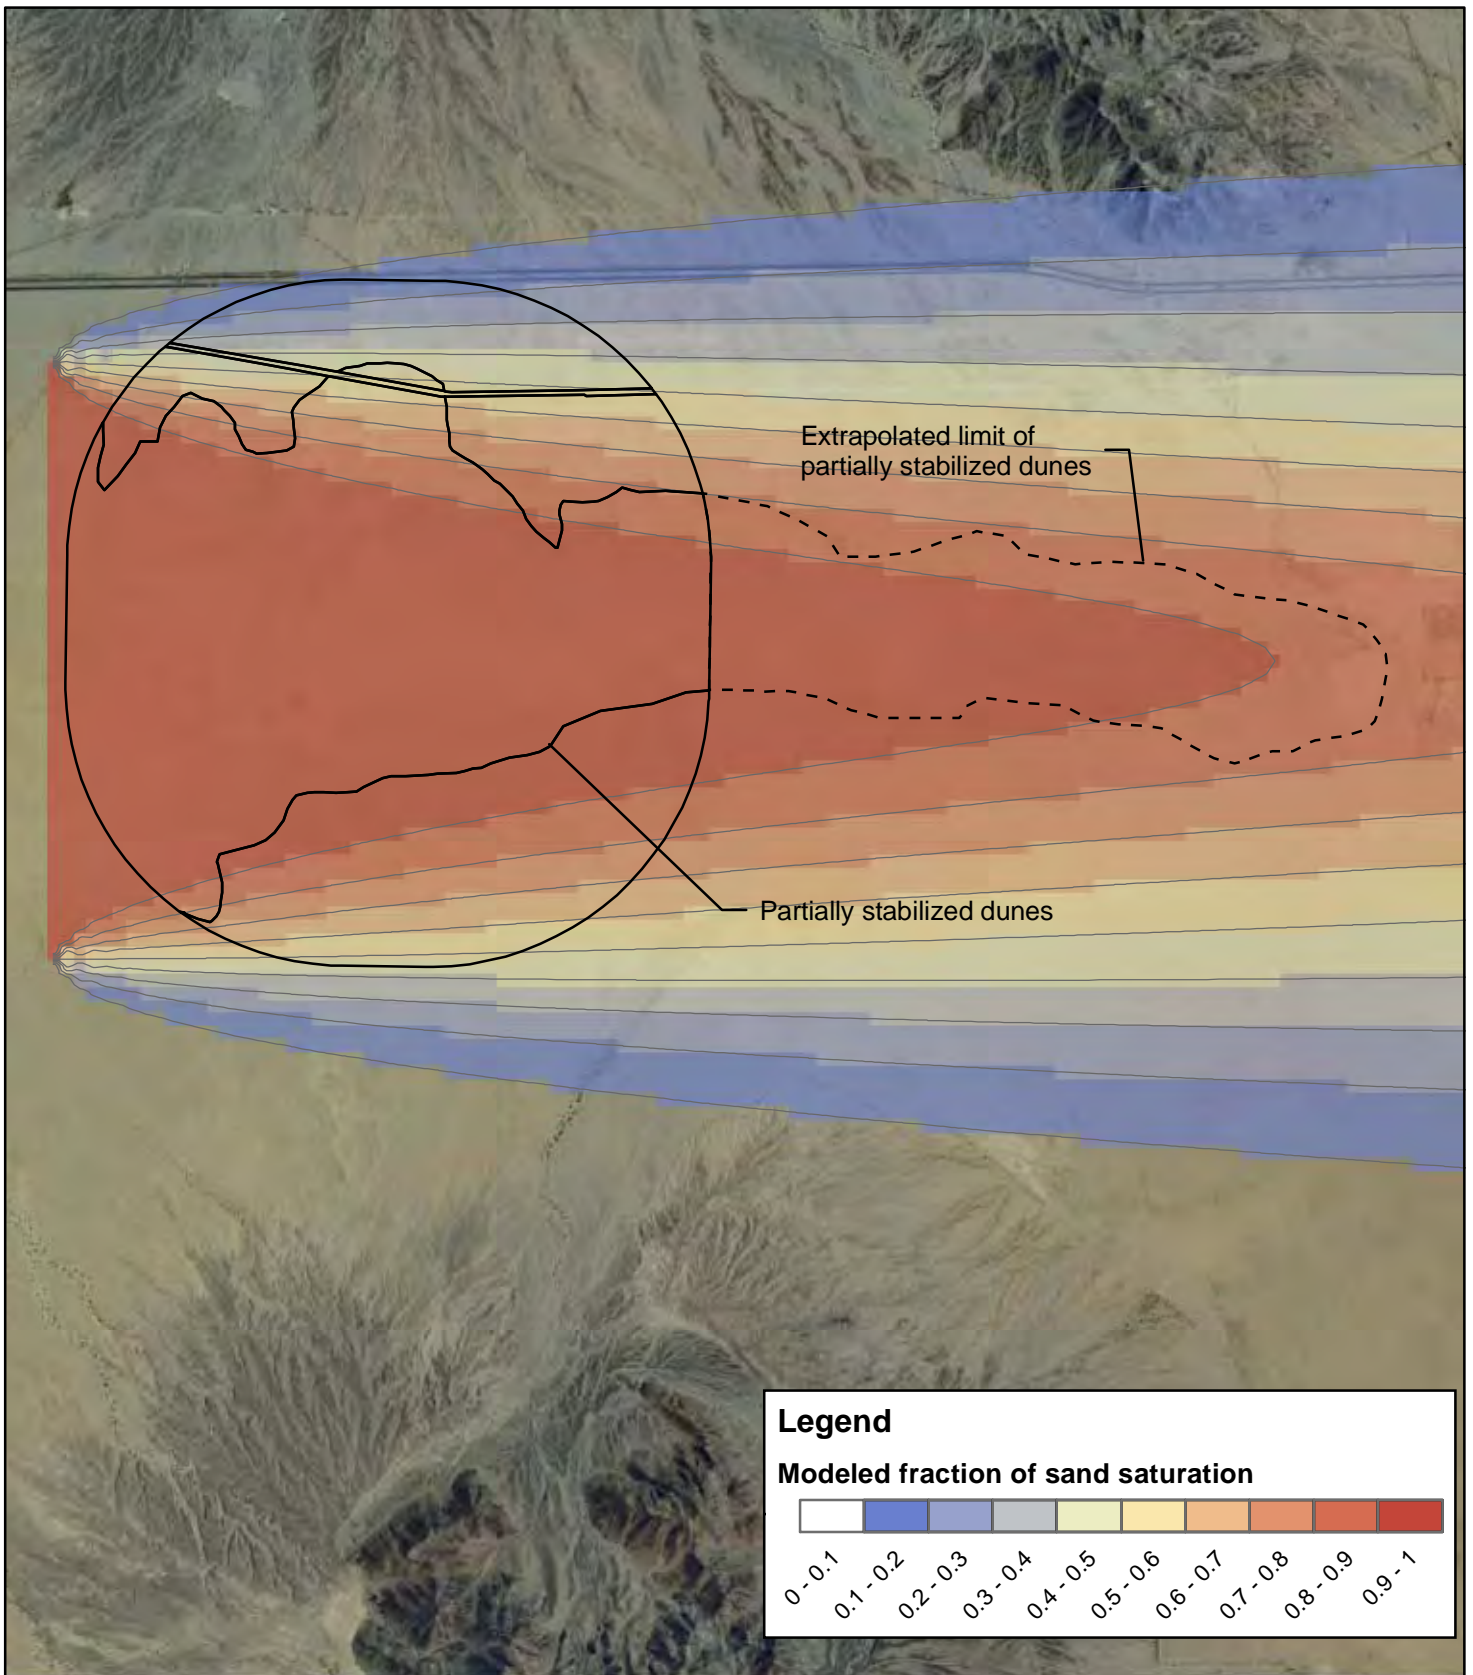 Extrapolated limit of
partially stabilized dunes
Partially stabilized dunes
Legend
Modeled fraction of sand saturation
0 - 0.1
0.1 - 0.2
0.2 - 0.3
0.3 - 0.4
0.4 - 0.5
0.5 - 0.6
0.6 - 0.7
0.7 - 0.8
0.8 - 0.9
0.9 - 1